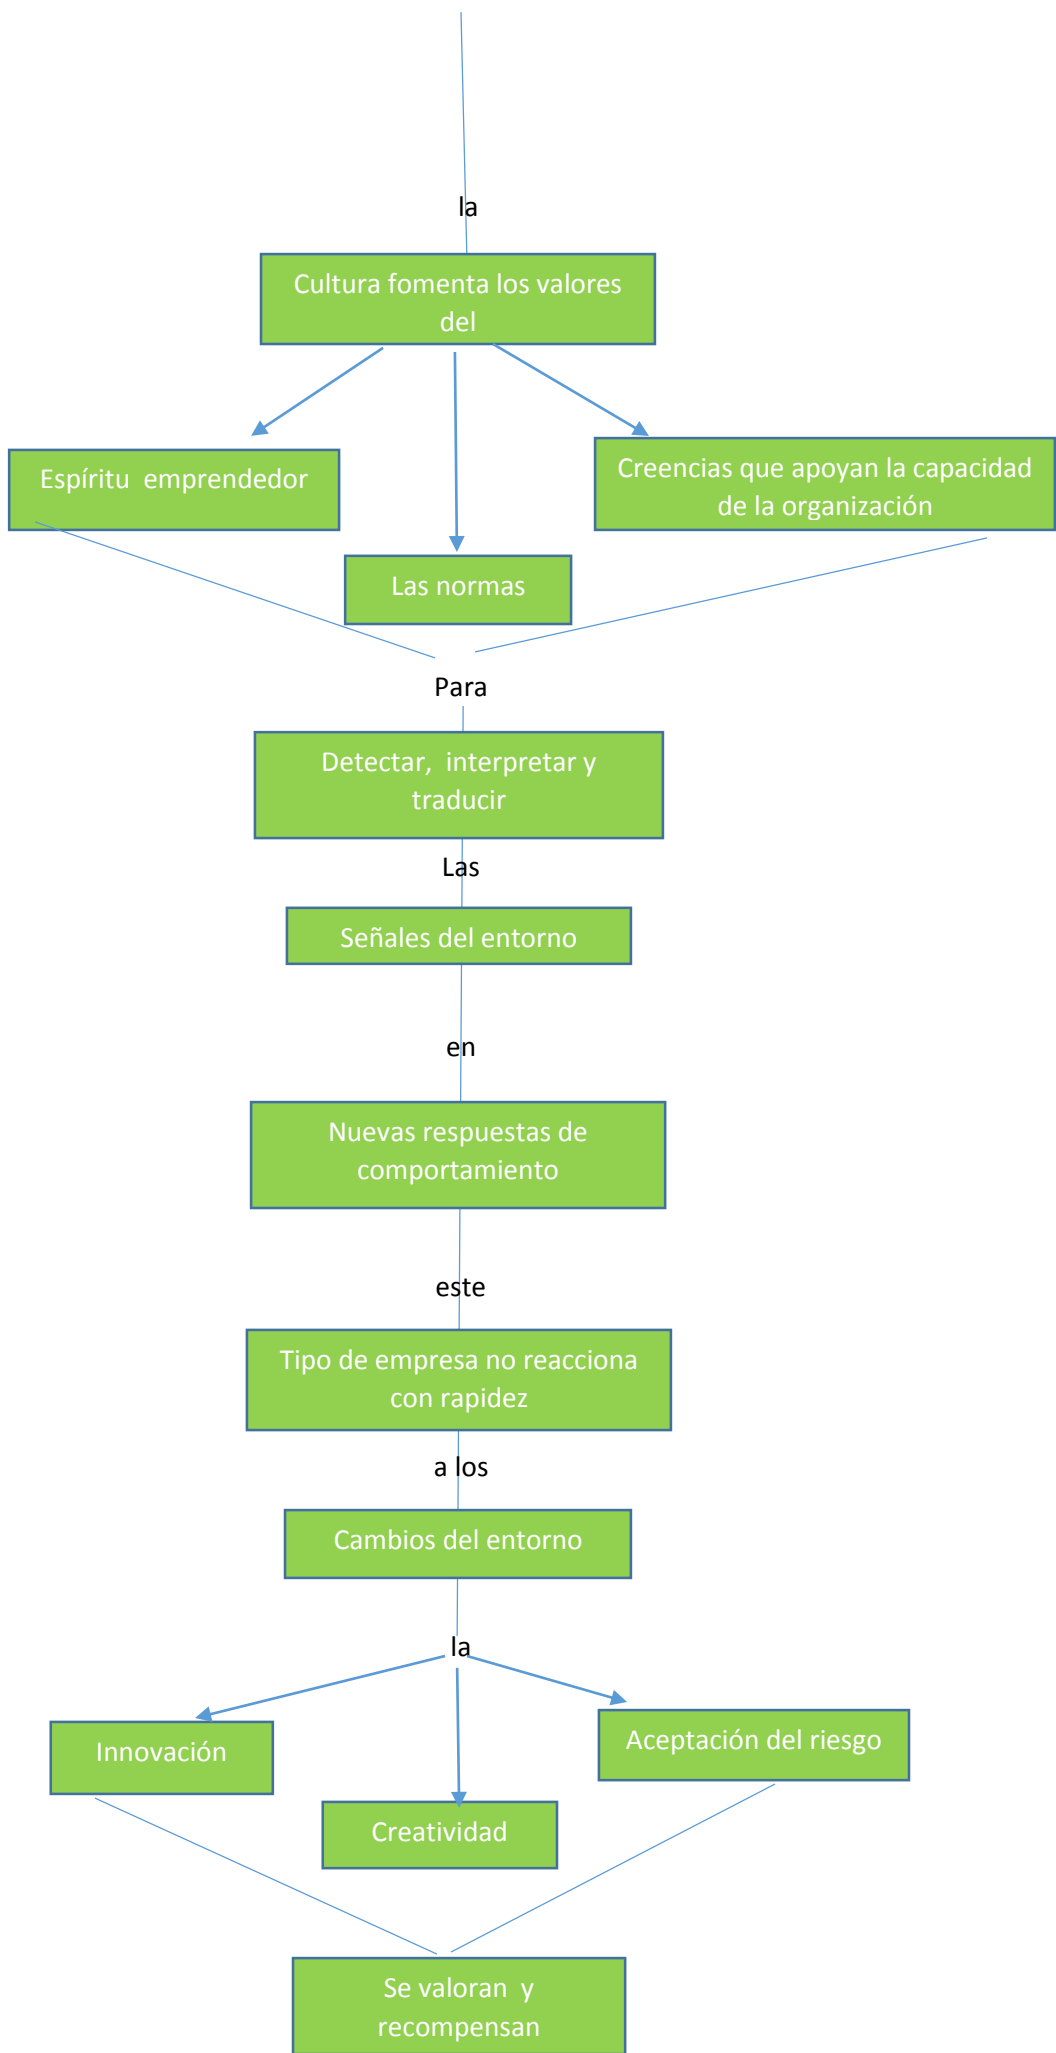 la
Cultura fomenta los valores
del
Espíritu  emprendedor
Creencias que apoyan la capacidad
de la organización
Las normas
Para
Detectar,  interpretar y
traducir
Las
Señales del entorno
en
Nuevas respuestas de
comportamiento
este
Tipo de empresa no reacciona
con rapidez
a los
Cambios del entorno
la
Innovación
Aceptación del riesgo
Creatividad
Se valoran  y
recompensan